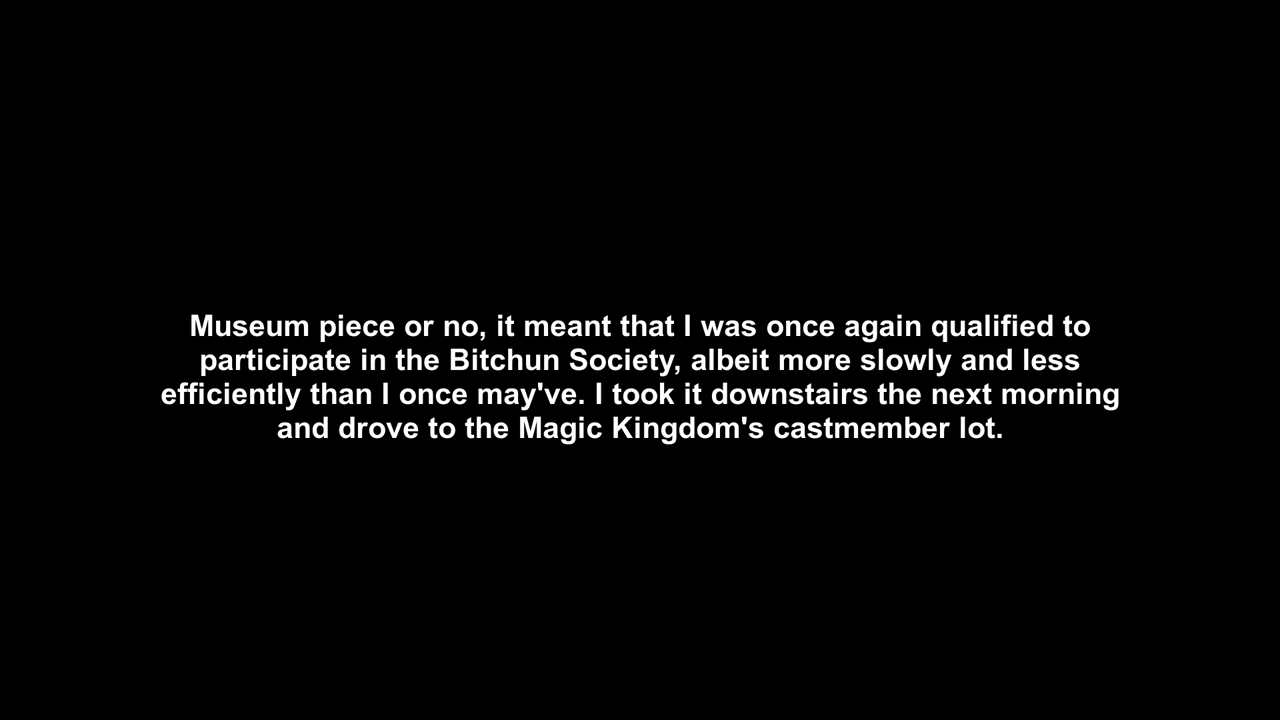 Museum piece or no, it meant that I was once again qualified to
participate in the Bitchun Society, albeit more slowly and less
efficiently than I once may've. I took it downstairs the next morning
and drove to the Magic Kingdom's castmember lot.